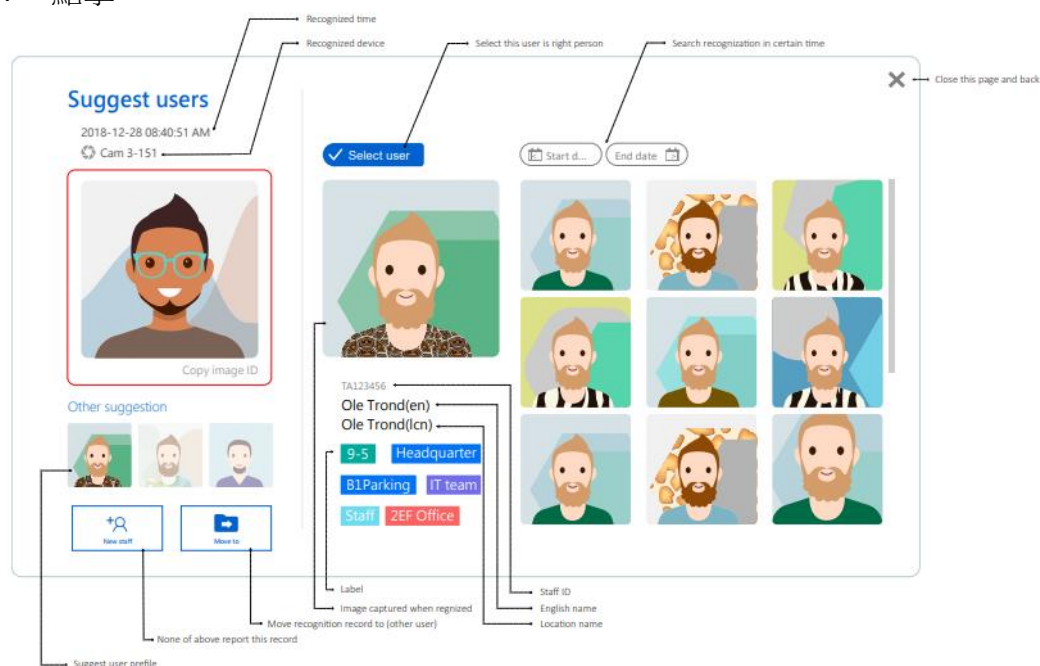 Recognized time
Recognized device
Select this user is right person
Search recognization in certain time
Close this page and back
Suggest users
2018-12-28 08:40:51 AM
Cam 3-151
Select user
Start d...
End date
Copy image ID
Other suggestion
New staff
Move to
TA123456
Ole Trond(en)
Ole Trond(lcn)
9-5
Headquarter
B1Parking
IT team
Staff
2EF Office
Label
Image captured when regnized
Move recognition record to (other user)
None of above report this record
Suggest user prefile
Staff ID
English name
Location name